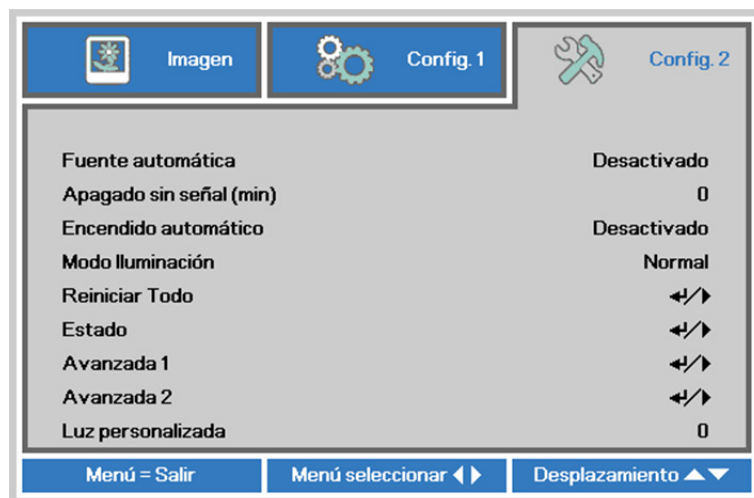 Imagen Config. 1 Config. 2
Fuente automática Desactivado
Apagado sin señal (min) 0
Encendido automático Desactivado
Modo Iluminación Normal
Reiniciar Todo
Estado
Avanzada 1
Avanzada 2
Luz personalizada 0
Menú = Salir Menú seleccionar Desplazamiento